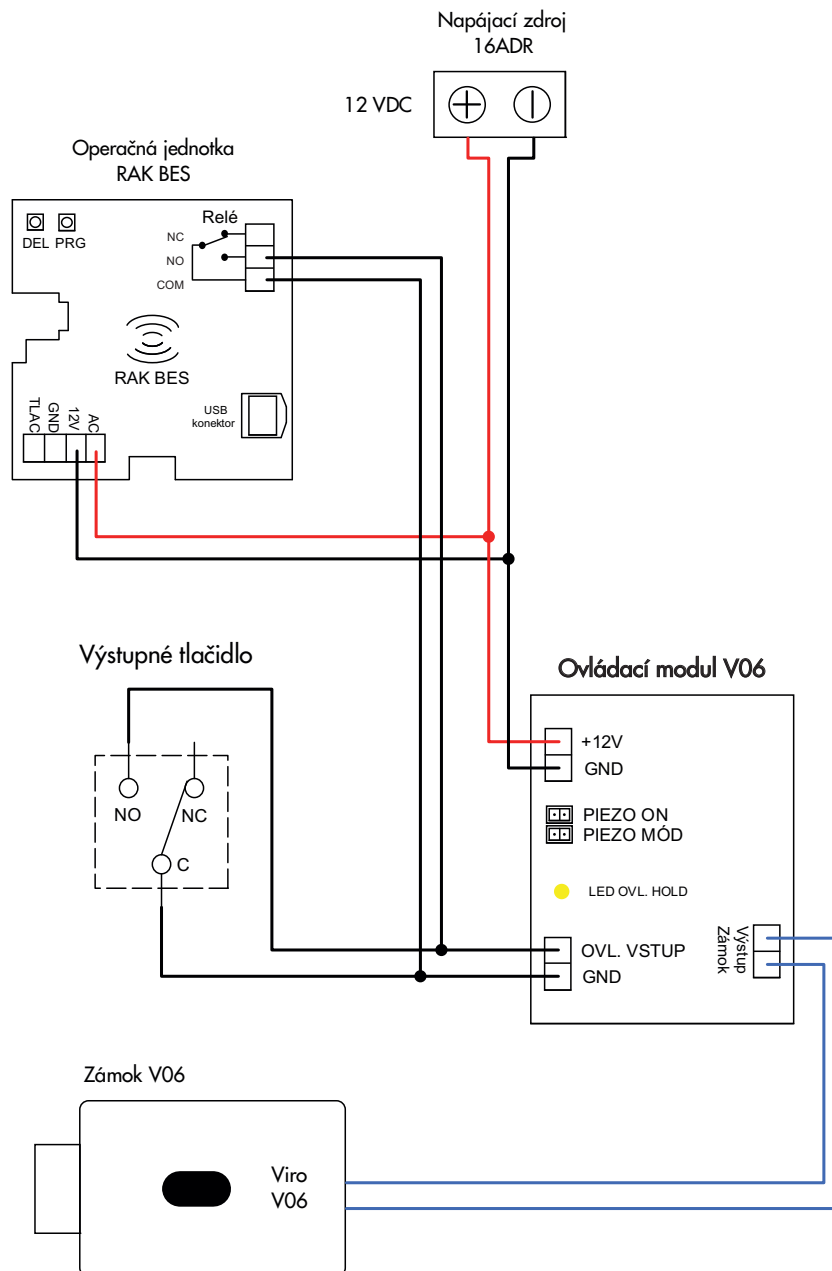 Napájací zdroj
16ADR
12 VDC
Operačná jednotka
RAK BES
DEL PRG
Relé
NC
NO
COM
RAK BES
USB
konektor
TLAC
GND
12V
AC
Výstupné tlačidlo
NO
NC
C
Ovládací modul V06
+12V
GND
PIEZO ON
PIEZO MÓD
LED OVL. HOLD
OVL. VSTUP
GND
Výstup
Zámok
Zámok V06
Viro
V06